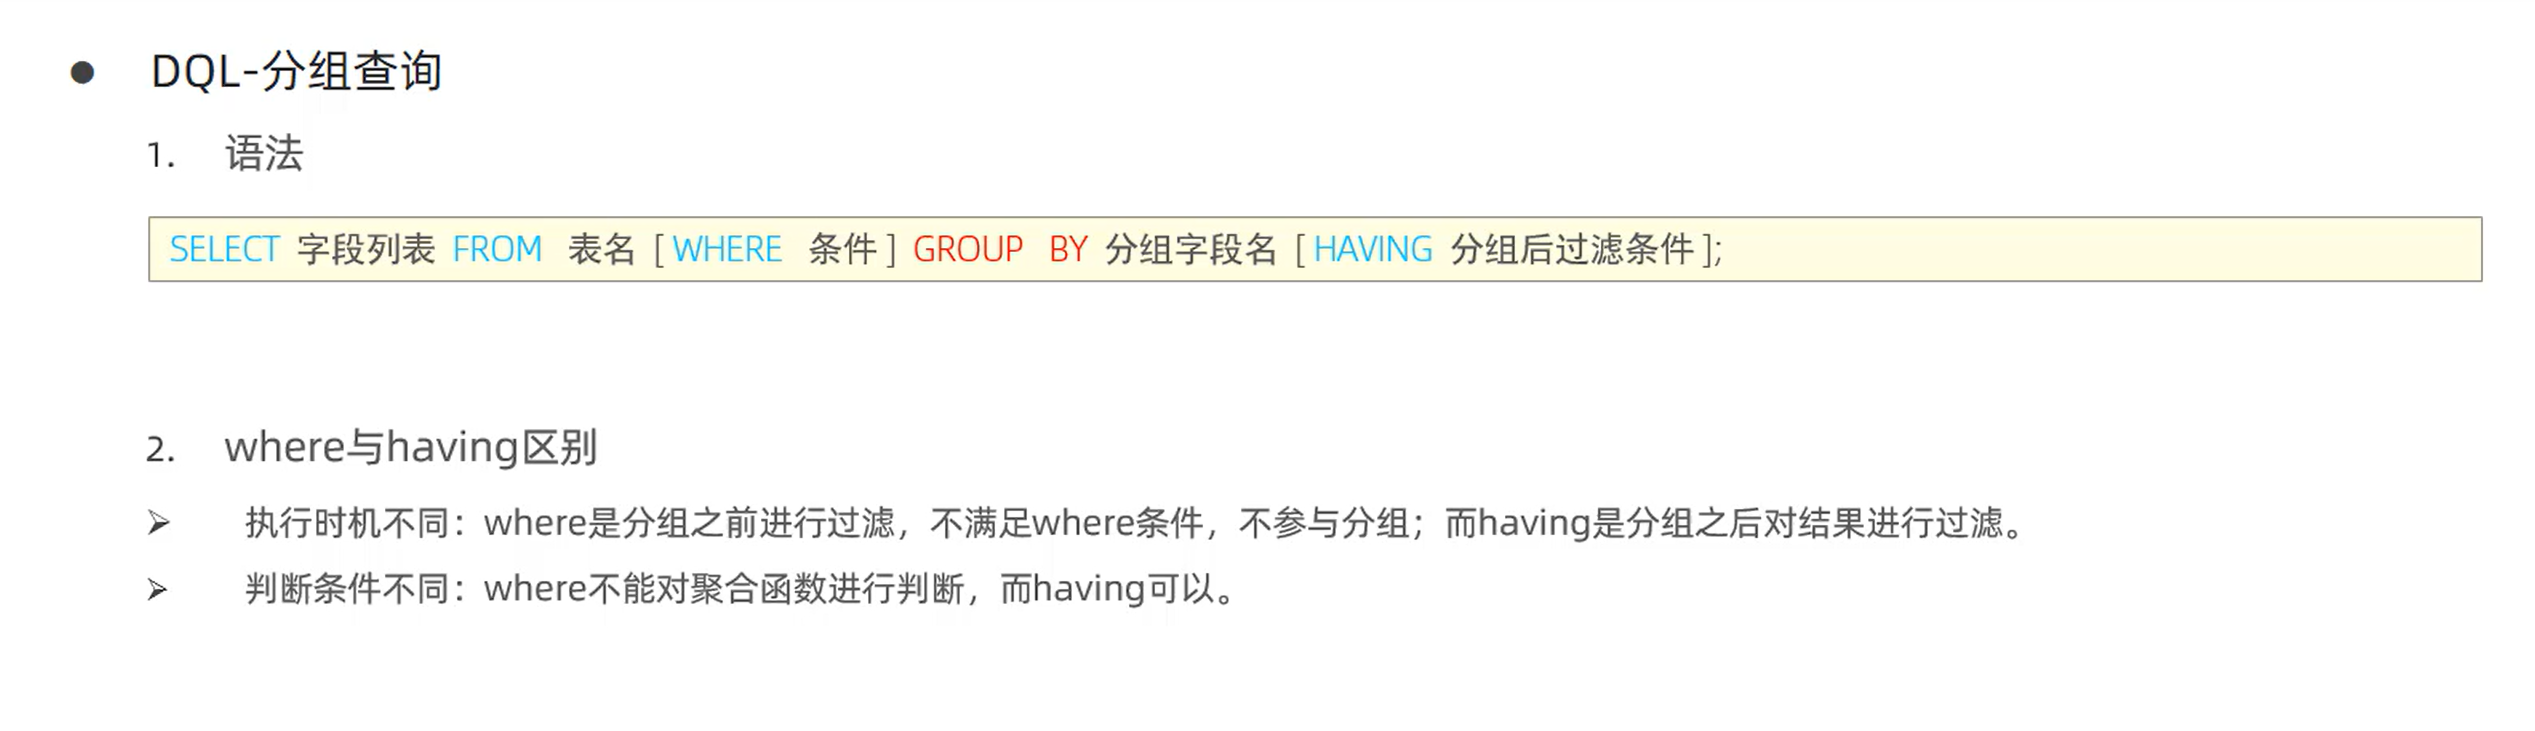 ● DQL-分组查询
1. 语法
SELECT 字段列表 FROM 表名 [ WHERE 条件 ] GROUP BY 分组字段名 [ HAVING 分组后过滤条件 ];
2. where与having区别
➢ 执行时机不同：where是分组之前进行过滤，不满足where条件，不参与分组；而having是分组之后对结果进行过滤。
➢ 判断条件不同：where不能对聚合函数进行判断，而having可以。